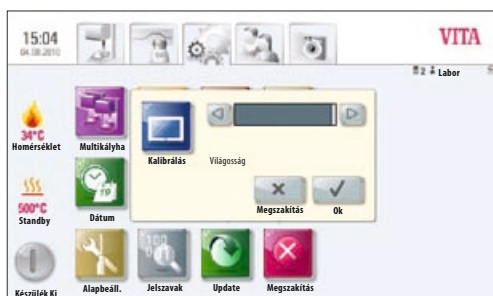 15:04
04.08.2010
VITA
2 Labor
34°C
Homérséklet
Multikályha
Kalibrálás
Világosság
500°C
Standby
Dátum
Megszakítás
Ok
Készülék Ki
Alapbeáll.
Jelszavak
Update
Megszakítás